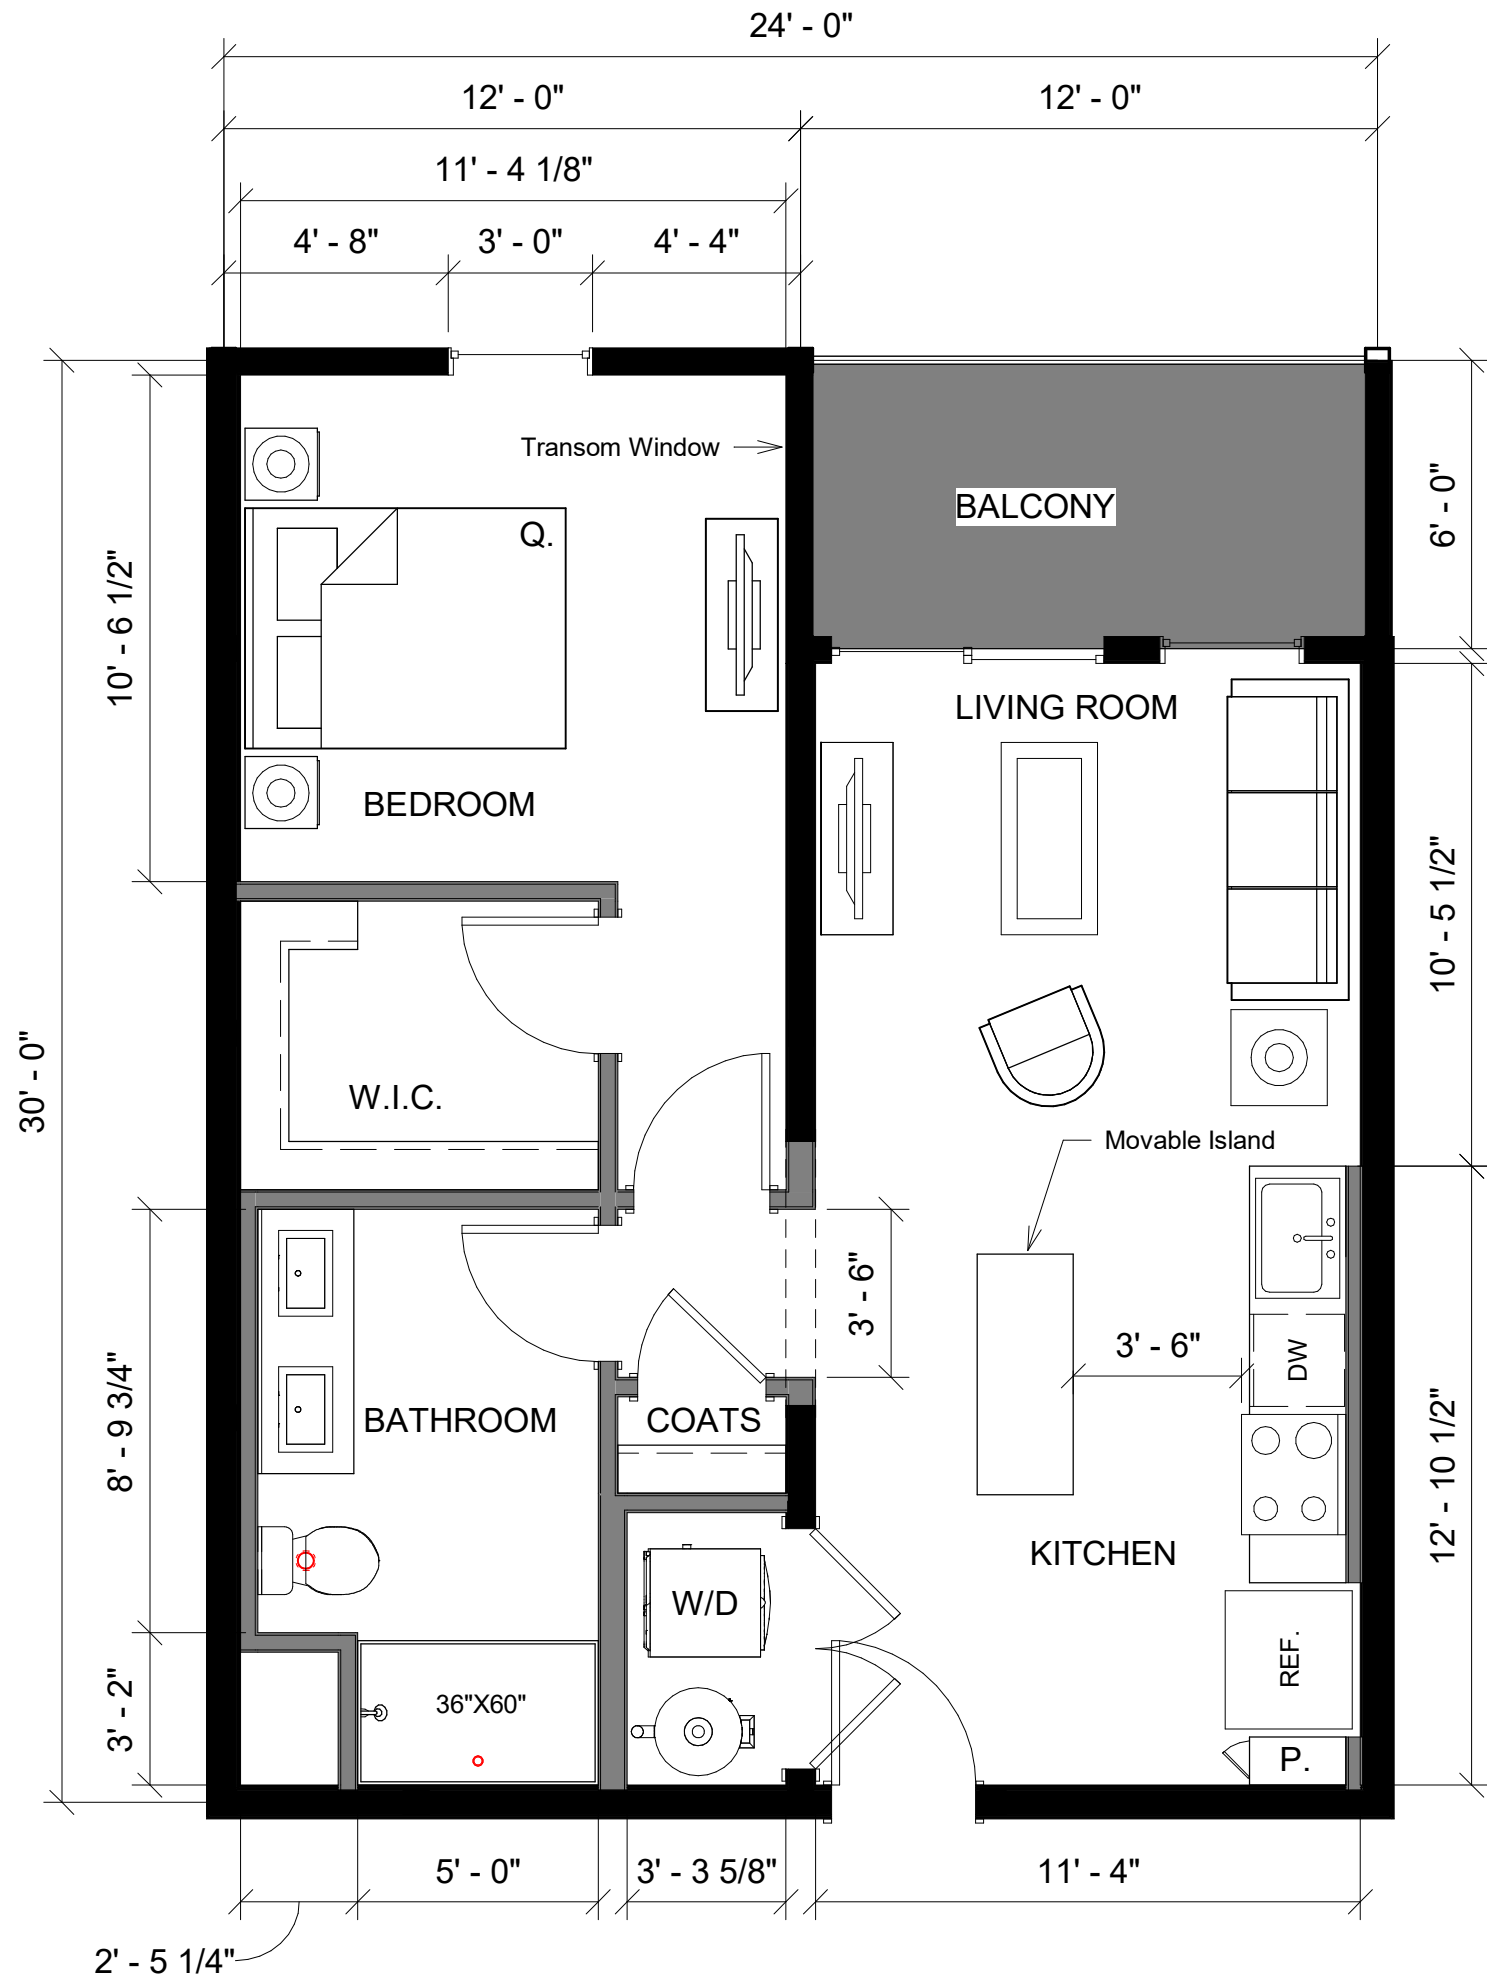 24' - 0"
12' - 0"
12' - 0"
11' - 4 1/8"
4' - 8"
3' - 0"
4' - 4"
Transom Window
BALCONY
6' - 0"
Q.
10' - 6 1/2"
LIVING ROOM
BEDROOM
10' - 5 1/2"
30' - 0"
W.I.C.
Movable Island
3' - 6"
3' - 6"
DW
8' - 9 3/4"
BATHROOM
COATS
12' - 10 1/2"
KITCHEN
W/D
REF.
3' - 2"
36"X60"
P.
5' - 0"
3' - 3 5/8"
11' - 4"
2' - 5 1/4"